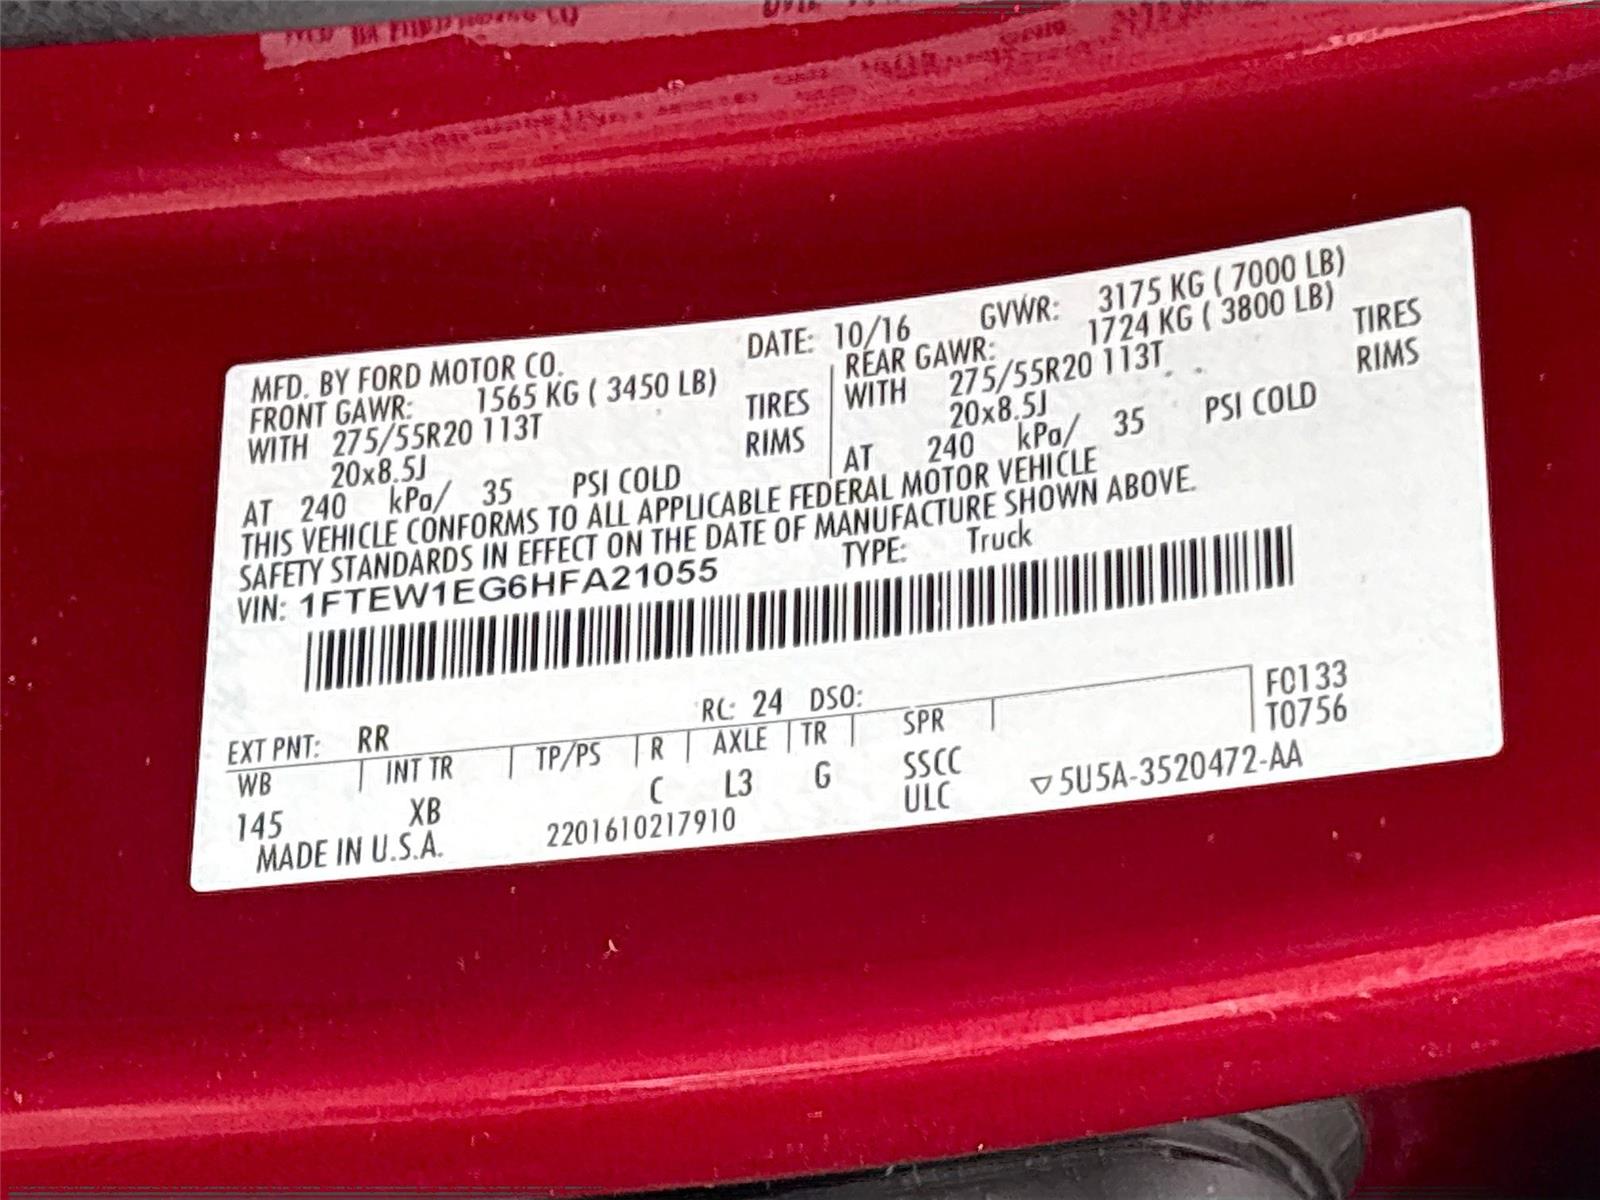 MFD. BY FORD MOTOR CO. DATE: 10/16 GVWR: 3175 KG ( 7000 LB)
FRONT GAWR: 1565 KG ( 3450 LB) REAR GAWR: 1724 KG ( 3800 LB)
WITH 275/55R20 113T TIRES WITH 275/55R20 113T TIRES
20x8.5J RIMS 20x8.5J RIMS
AT 240 kPa/ 35 PSI COLD AT 240 kPa/ 35 PSI COLD
THIS VEHICLE CONFORMS TO ALL APPLICABLE FEDERAL MOTOR VEHICLE
SAFETY STANDARDS IN EFFECT ON THE DATE OF MANUFACTURE SHOWN ABOVE.
VIN: 1FTEW1EG6HFA21055 TYPE: Truck
F0133
T0756
EXT PNT: RR RC: 24 DSO:
WB INT TR TP/PS R AXLE TR SPR
145 XB C L3 G SSCC
ULC
▽5U5A-3520472-AA
MADE IN U.S.A. 2201610217910